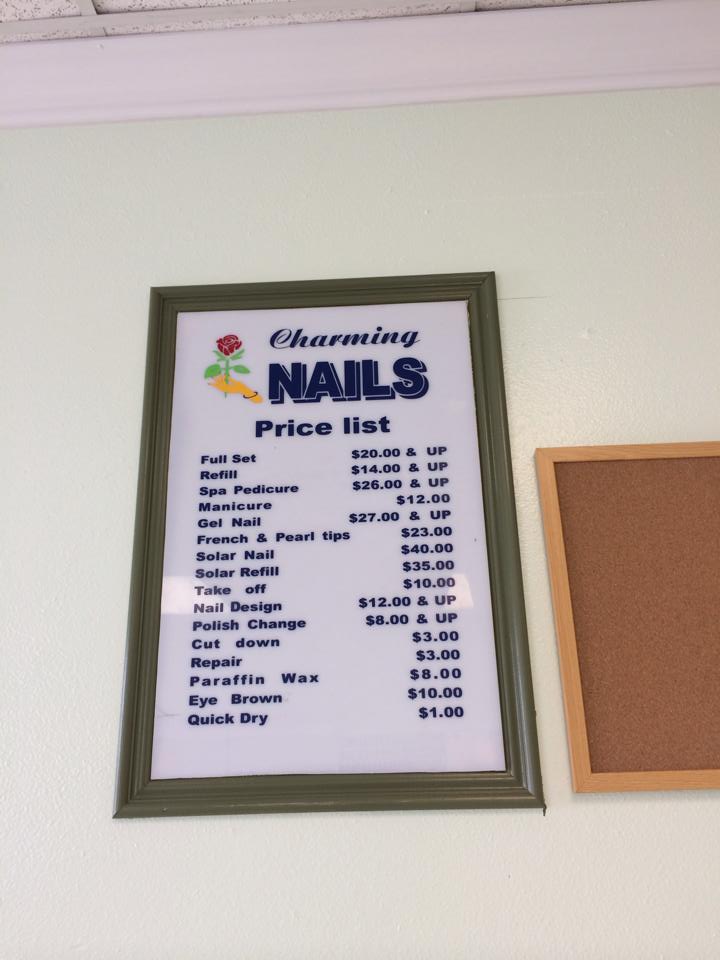 Charming
NAILS
Price list
Full Set $20.00 & UP
Refill $14.00 & UP
Spa Pedicure $26.00 & UP
Manicure $12.00
Gel Nail $27.00 & UP
French & Pearl tips $23.00
Solar Nail $40.00
Solar Refill $35.00
Take off $10.00
Nail Design $12.00 & UP
Polish Change $8.00 & UP
Cut down $3.00
Repair $3.00
Paraffin Wax $8.00
Eye Brown $10.00
Quick Dry $1.00